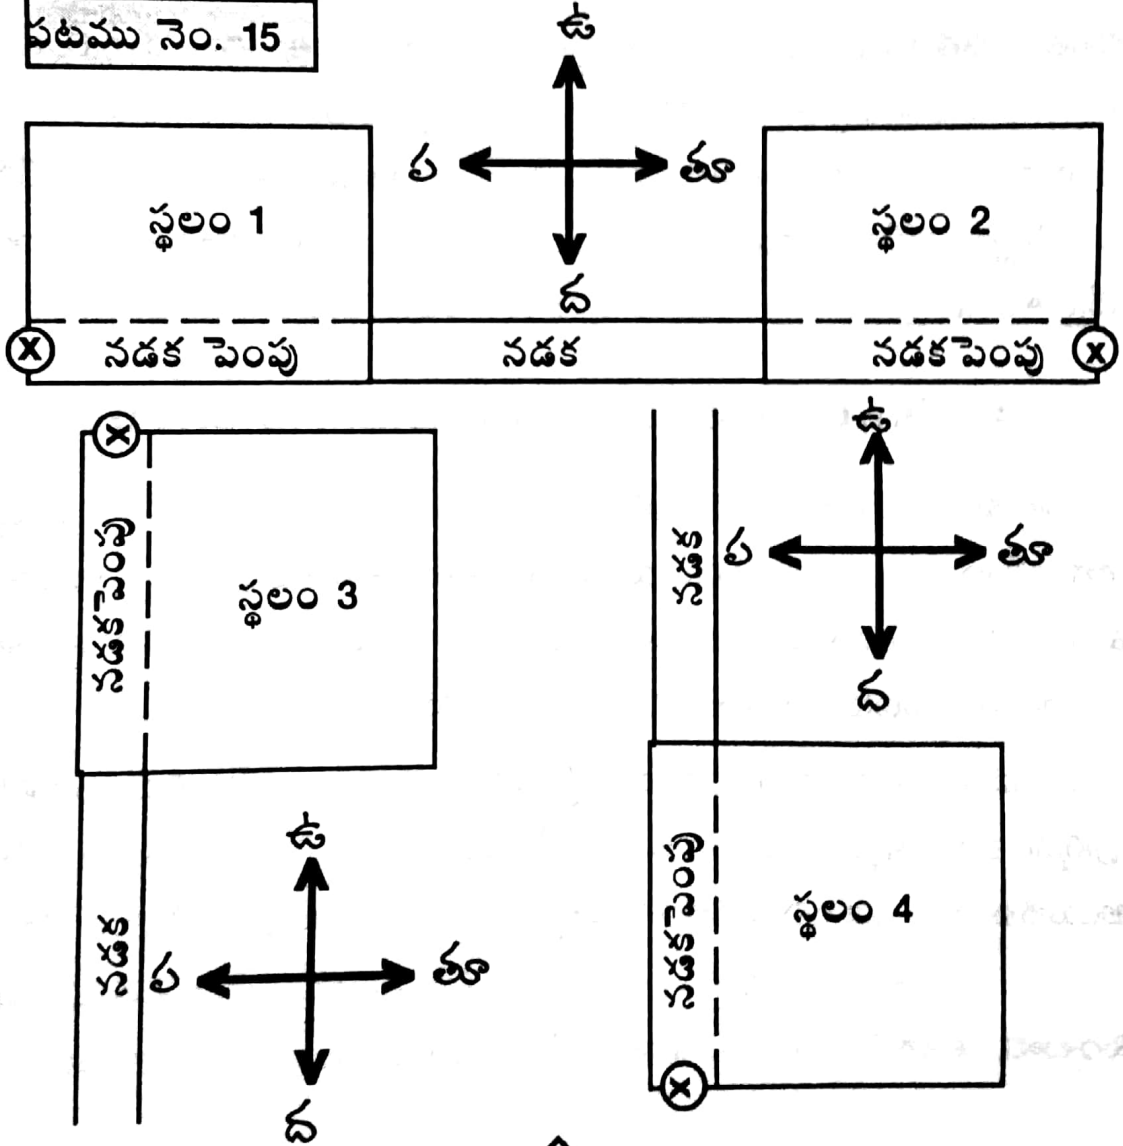 పటము నెం. 15
ఉ
ప
తూ
ద
స్థలం 1
స్థలం 2
నడక పెంపు
నడక
నడక పెంపు
X
X
X
నడక పెంపు
స్థలం 3
నడక
ఉ
ప
తూ
ద
నడక
ఉ
ప
తూ
ద
నడక పెంపు
స్థలం 4
X